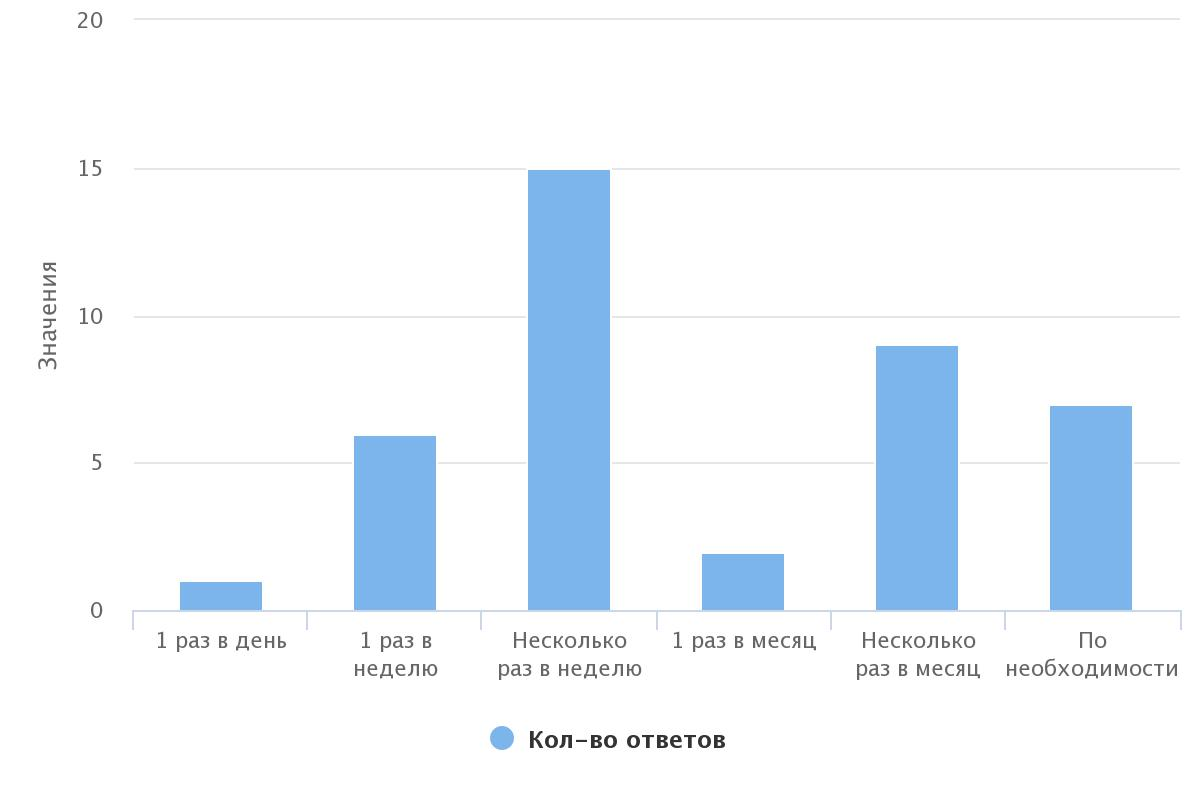 20
15
10
5
0
Значения
1 раз в день
1 раз в
неделю
Несколько
раз в неделю
1 раз в месяц
Несколько
раз в месяц
По
необходимости
Кол-во ответов